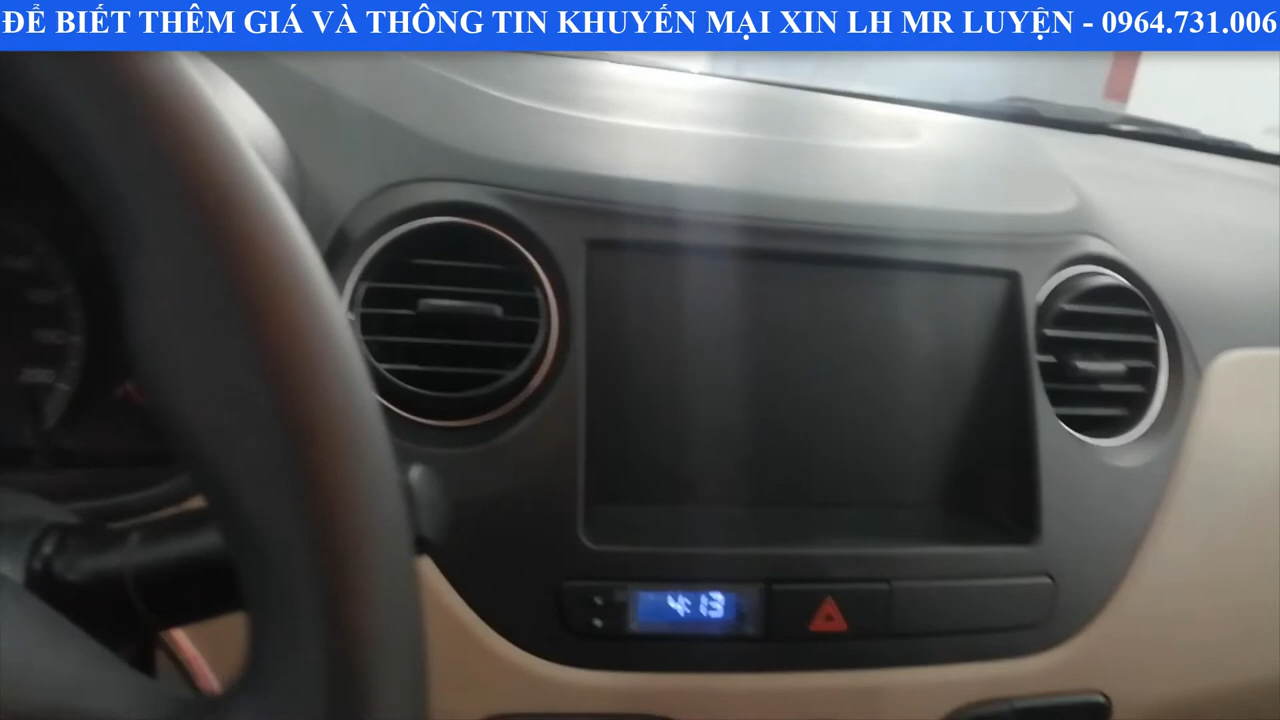 ĐỂ BIẾT THÊM GIÁ VÀ THÔNG TIN KHUYẾN MẠI XIN LH MR LUYỆN - 0964.731.006
4:13